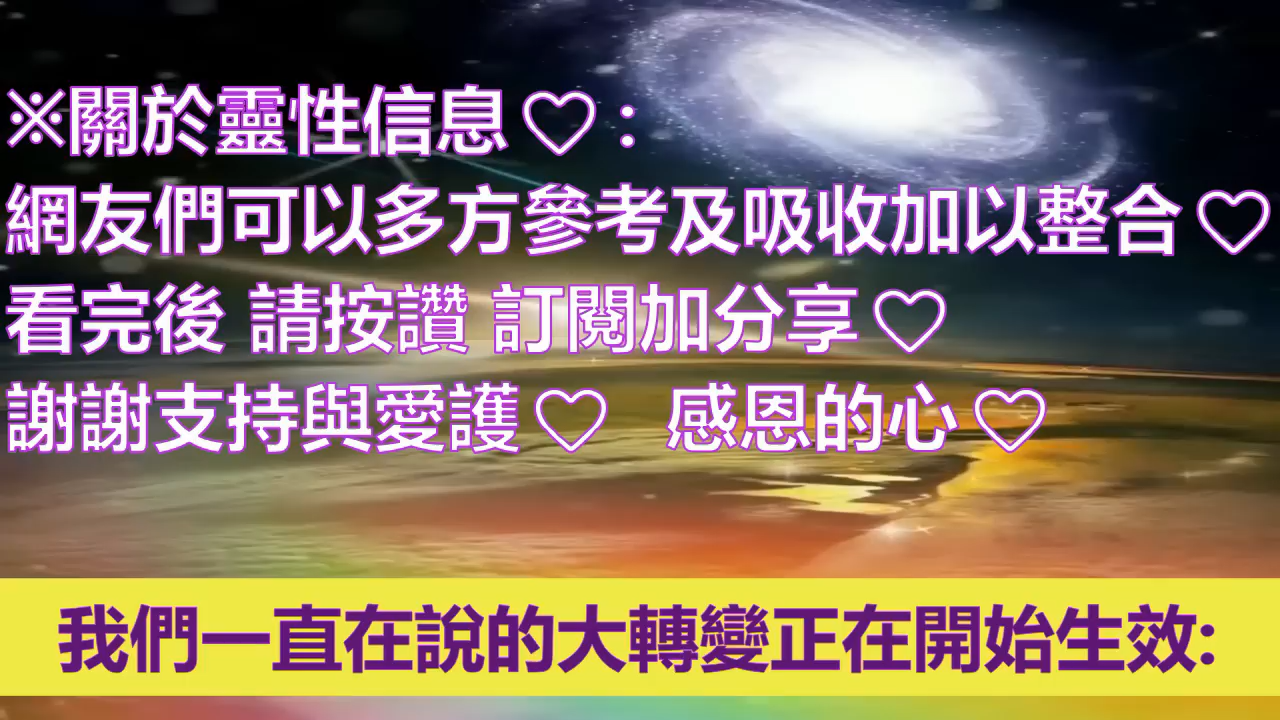 ※關於靈性信息♡:
網友們可以多方參考及吸收加以整合♡
看完後 請按讚 訂閱加分享♡
謝謝支持與愛護♡ 感恩的心♡
我們一直在說的大轉變正在開始生效: